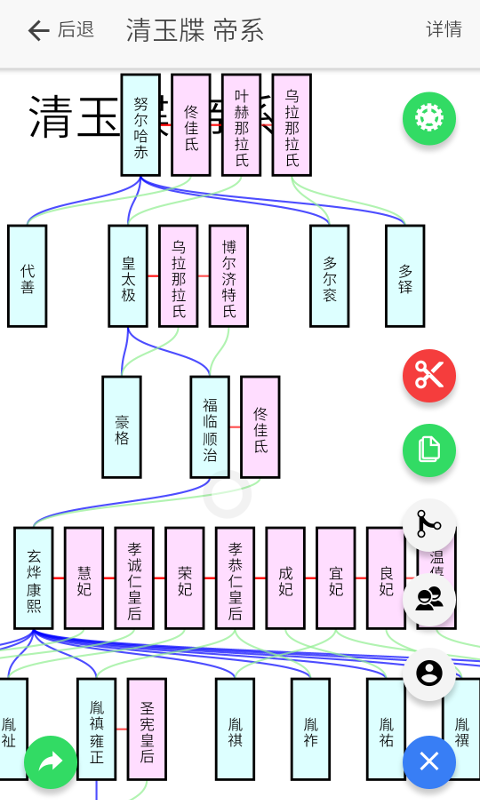 后退
清玉牒 帝系
详情
清玉
努尔哈赤
佟佳氏
叶赫那拉氏
乌拉那拉氏
代善
皇太极
乌拉那拉氏
博尔济特氏
多尔衮
多铎
豪格
福临顺治
佟佳氏
玄烨康熙
慧妃
孝诚仁皇后
荣妃
孝恭仁皇后
成妃
宜妃
良妃
温僖
胤祉
胤禛雍正
圣宪皇后
胤祺
胤祚
胤祐
胤禩